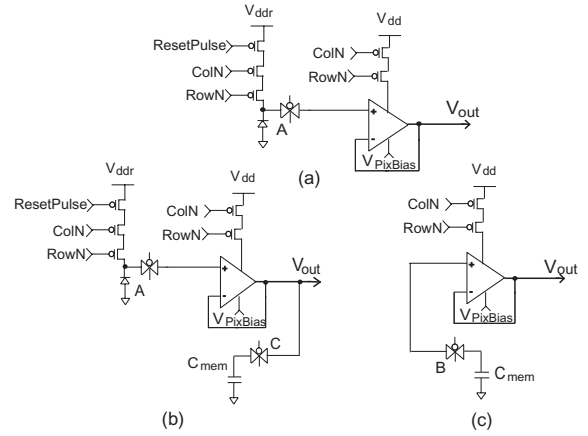 Vddr
Vdd
ResetPulse
ColN
RowN
ColN
RowN
A
+
-
Vout
VPixBias
(a)
Vddr
Vdd
ResetPulse
ColN
RowN
ColN
RowN
A
+
-
Vout
VPixBias
C
Cmem
(b)
Vdd
ColN
RowN
+
-
Vout
VPixBias
B
Cmem
(c)